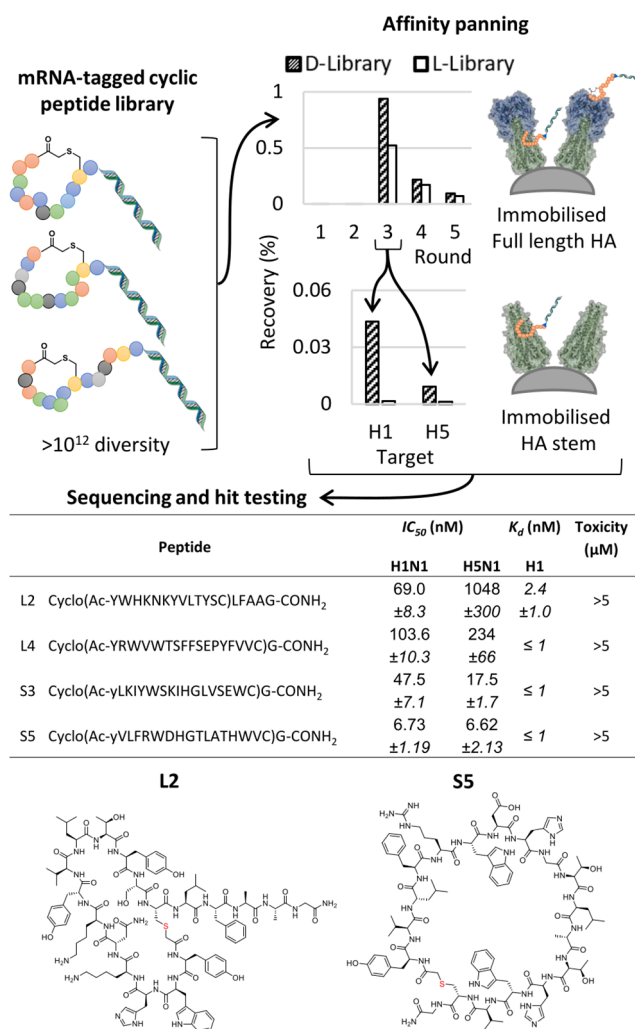 mRNA-tagged cyclic
peptide library
>10¹² diversity
Affinity panning
D-Library L-Library
Recovery (%)
1
0.5
0
1 2 3 4 5
Round
0.06
0.03
0
H1 H5
Target
Immobilised
Full length HA
Immobilised
HA stem
Sequencing and hit testing
Peptide IC₅₀ (nM) K_d (nM) Toxicity
(μM)
H1N1 H5N1 H1
L2 Cyclo(Ac-YWHKNKYVLTYSC)LFAAG-CONH₂ 69.0 1048 2.4 >5
±8.3 ±300 ±1.0
L4 Cyclo(Ac-YRWVWTSFFSEPYFVVC)G-CONH₂ 103.6 234 ≤ 1 >5
±10.3 ±66
S3 Cyclo(Ac-yLKIYWSKIHGLVSEWC)G-CONH₂ 47.5 17.5 ≤ 1 >5
±7.1 ±1.7
S5 Cyclo(Ac-yVLFRWDHGTLATHWVC)G-CONH₂ 6.73 6.62 ≤ 1 >5
±1.19 ±2.13
L2 S5